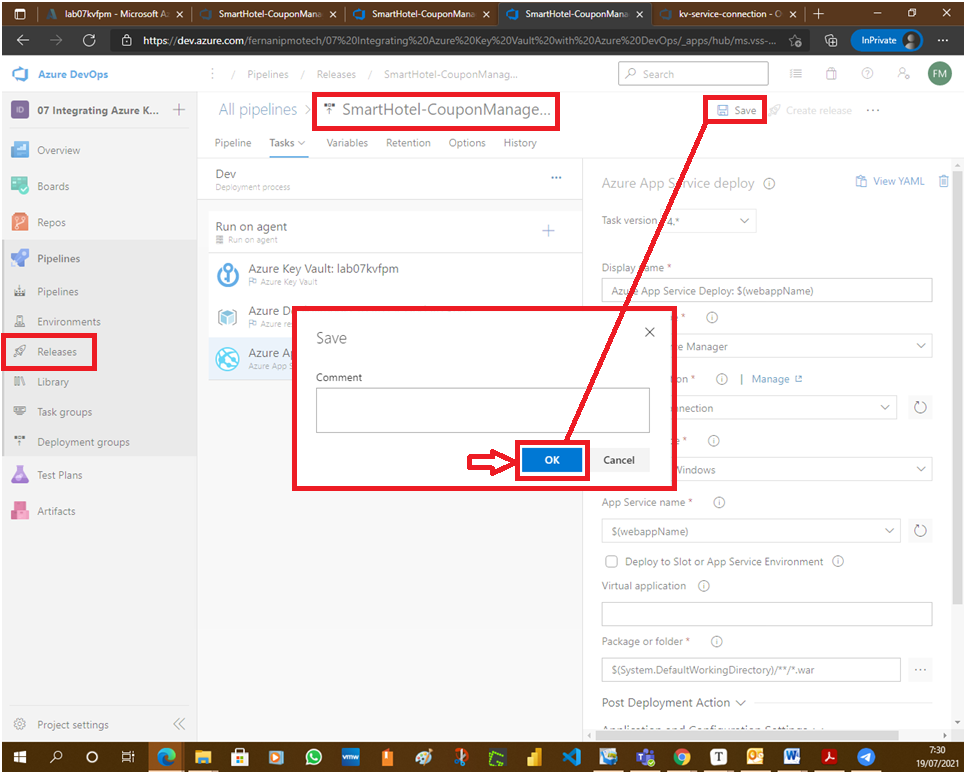 lab07kvfpm - Microsoft A
SmartHotel-CouponMana
SmartHotel-CouponMana
SmartHotel-CouponMana
kv-service-connection - O
https://dev.azure.com/fernanipmotech/07%20Integrating%20Azure%20Key%20Vault%20with%20Azure%20DevOps/_apps/hub/ms.vss-...
InPrivate
Azure DevOps
/ Pipelines / Releases / SmartHotel-CouponManag...
Search
FM
ID
07 Integrating Azure K...
All pipelines > SmartHotel-CouponManage...
Save
Create release
Overview
Pipeline
Tasks
Variables
Retention
Options
History
Boards
Repos
Pipelines
Pipelines
Environments
Releases
Library
Task groups
Deployment groups
Test Plans
Artifacts
Project settings
Dev
Deployment process
Run on agent
Run on agent
Azure Key Vault: lab07kvfpm
Azure Key Vault
Azure D
Azure re
Azure Ap
Azure App S
Azure App Service deploy
View YAML
Task version 4.*
Display name *
Azure App Service Deploy: $(webappName)
e *
e Manager
ion * | Manage
nnection
e *
Windows
App Service name *
$(webappName)
Deploy to Slot or App Service Environment
Virtual application
Package or folder *
$(System.DefaultWorkingDirectory)/**/*.war
Post Deployment Action
Application and Configuration Settings
Save
Comment
OK
Cancel
vmw
T
W
7:30
19/07/2021